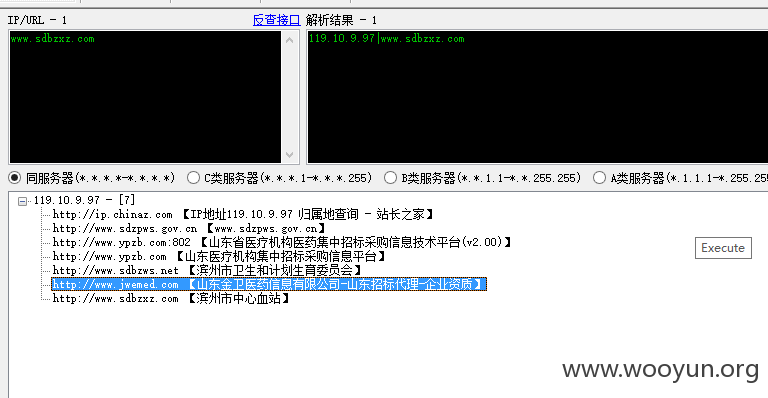 IP/URL - 1
反查接口
解析结果 - 1
www.sdbzxz.com
119.10.9.97|www.sdbzxz.com
同服务器(*.*.*.*-*.*.*.*)
C类服务器(*.*.*.1-*.*.*.255)
B类服务器(*.*.1.1-*.*.255.255)
A类服务器(*.1.1.1-*.255.255
119.10.9.97 - [7]
http://ip.chinaz.com 【IP地址119.10.9.97 归属地查询 - 站长之家】
http://www.sdzpws.gov.cn 【www.sdzpws.gov.cn】
http://www.ypzb.com:802 【山东省医疗机构医药集中招标采购信息技术平台(v2.00)】
http://www.ypzb.com 【山东医疗机构集中招标采购信息平台】
http://www.sdbzws.net 【滨州市卫生和计划生育委员会】
http://www.jwemed.com 【山东金卫医药信息有限公司-山东招标代理-企业资质】
http://www.sdbzxz.com 【滨州市中心血站】
Execute
www.wooyun.org